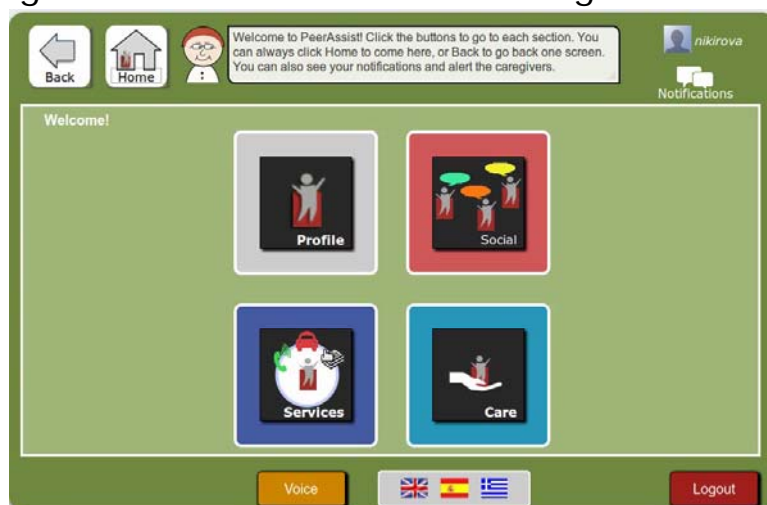 Welcome to PeerAssist! Click the buttons to go to each section. You
can always click Home to come here, or Back to go back one screen.
You can also see your notifications and alert the caregivers.
nikirova
Back
Home
Notifications
Welcome!
Profile
Social
Services
Care
Voice
Logout